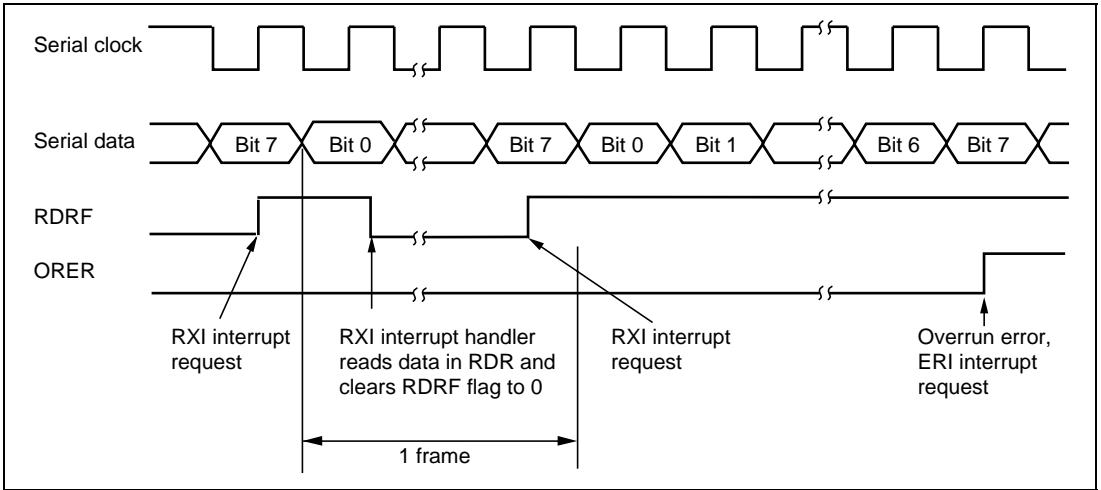 Serial clock
Serial data
Bit 7
Bit 0
Bit 7
Bit 0
Bit 1
Bit 6
Bit 7
RDRF
ORER
RXI interrupt
request
RXI interrupt handler
reads data in RDR and
clears RDRF flag to 0
RXI interrupt
request
Overrun error,
ERI interrupt
request
1 frame